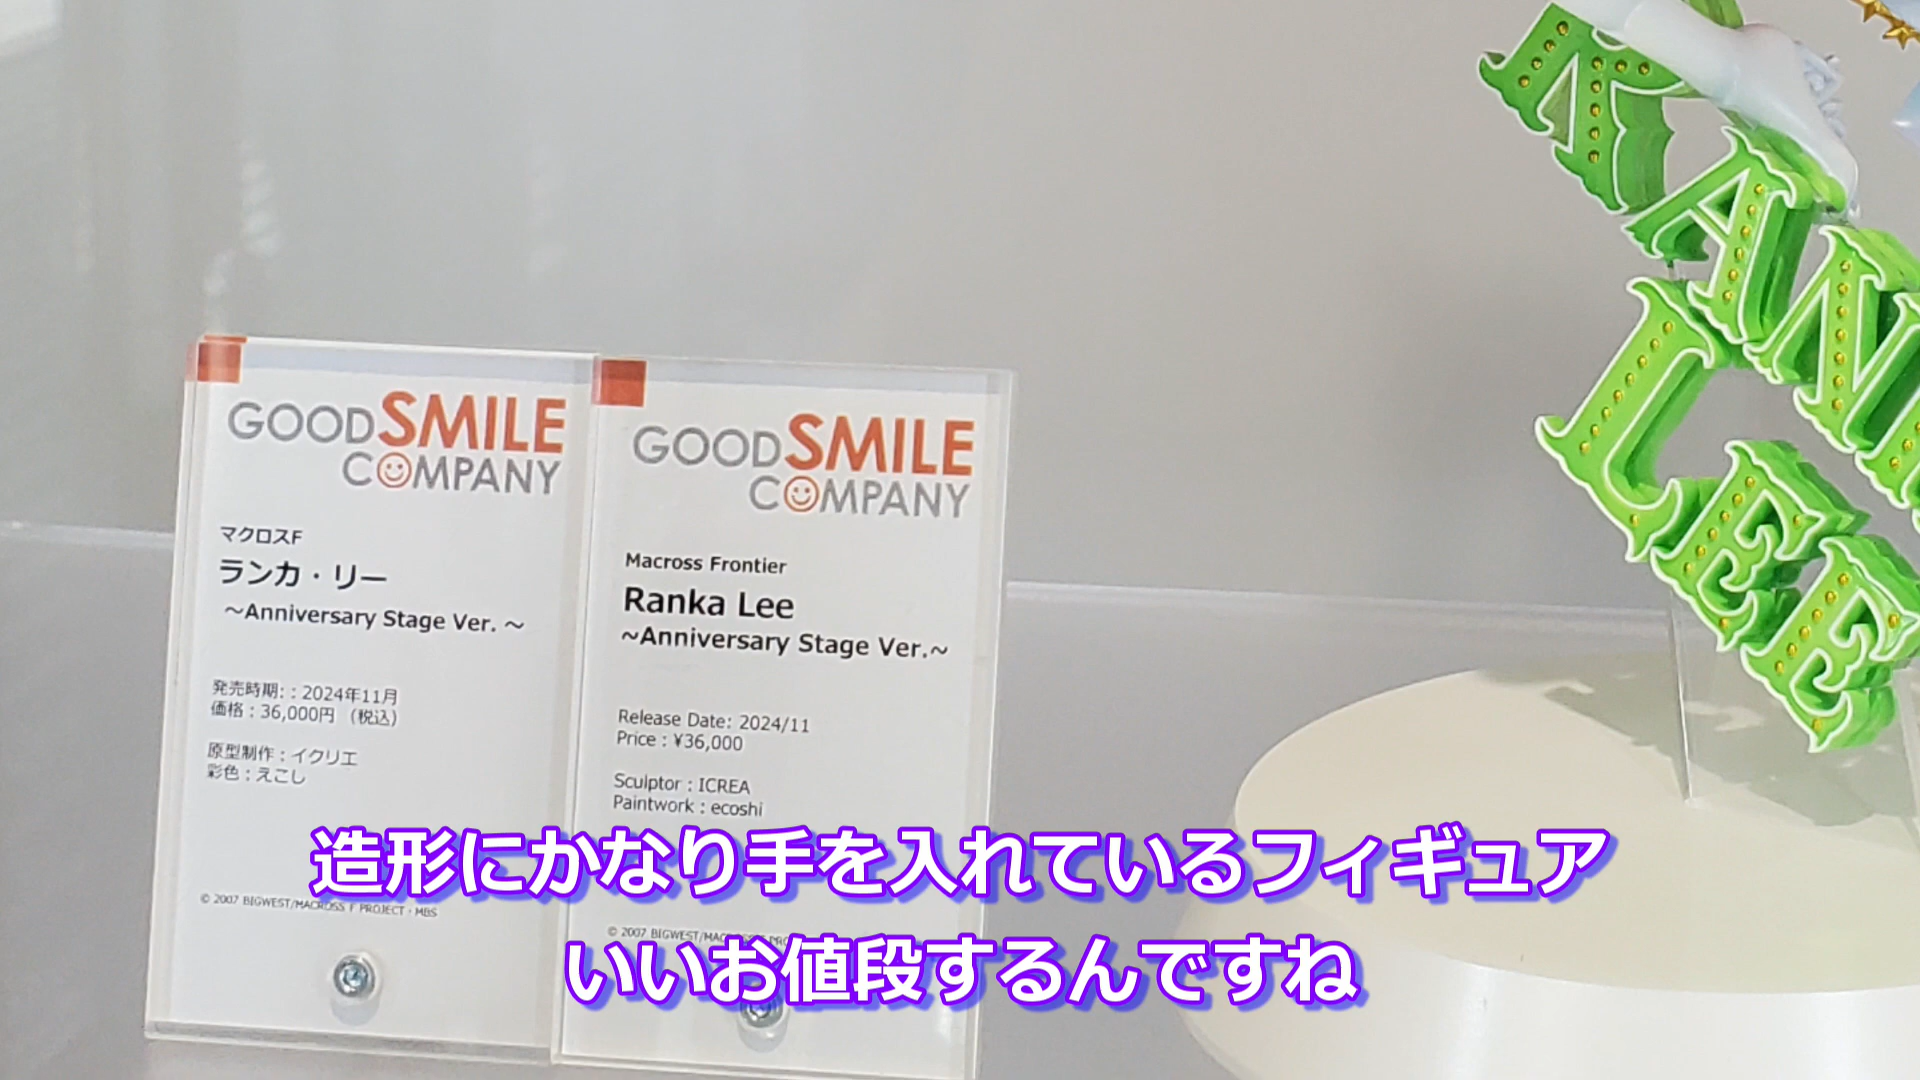 GOOD SMILE
COMPANY
マクロスF
ランカ・リー
～Anniversary Stage Ver. ～
発売時期: : 2024年11月
価格 : 36,000円 （税込）
原型制作 : イクリエ
彩色 : えこし
© 2007 BIGWEST/MACROSS F PROJECT・MBS
GOOD SMILE
COMPANY
Macross Frontier
Ranka Lee
~Anniversary Stage Ver.~
Release Date: 2024/11
Price : ¥36,000
Sculptor : ICREA
Paintwork : ecoshi
© 2007 BIGWEST/
RANK
LEE
造形にかなり手を入れているフィギュア
いいお値段するんですね